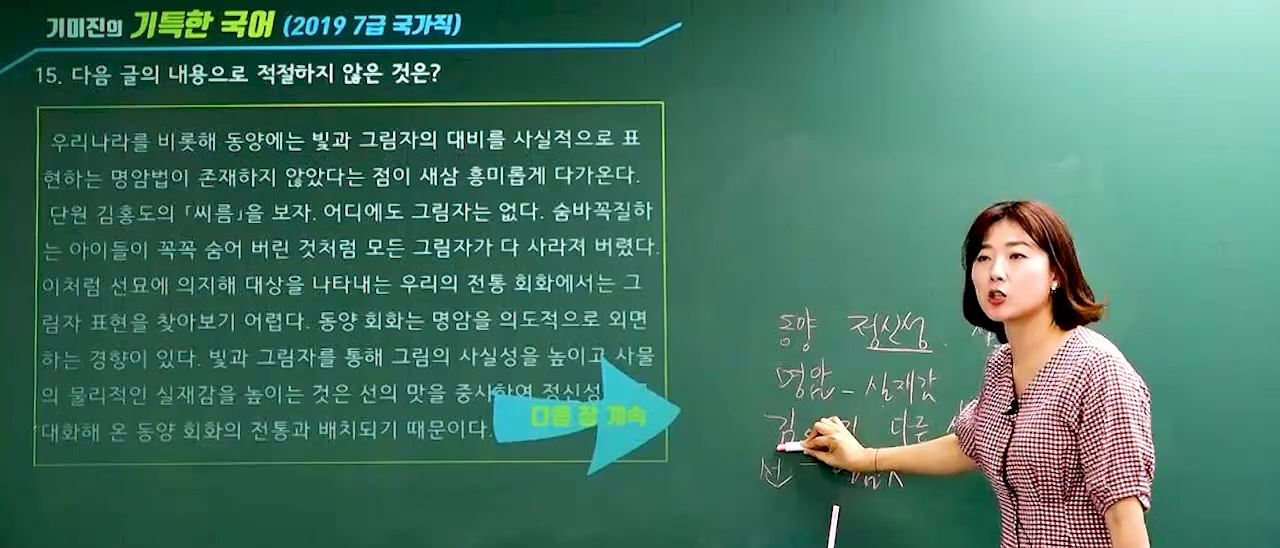 기미진의 기특한 국어 (2019 7급 국가직)
15. 다음 글의 내용으로 적절하지 않은 것은?
우리나라를 비롯해 동양에는 빛과 그림자의 대비를 사실적으로 표
현하는 명암법이 존재하지 않았다는 점이 새삼 흥미롭게 다가온다.
단원 김홍도의 「씨름」을 보자. 어디에도 그림자는 없다. 숨바꼭질하
는 아이들이 꼭꼭 숨어 버린 것처럼 모든 그림자가 다 사라져 버렸다.
이처럼 선묘에 의지해 대상을 나타내는 우리의 전통 회화에서는 그
림자 표현을 찾아보기 어렵다. 동양 회화는 명암을 의도적으로 외면
하는 경향이 있다. 빛과 그림자를 통해 그림의 사실성을 높이고 사물
의 물리적인 실재감을 높이는 것은 선의 맛을 중시하여 정신성
대화해 온 동양 회화의 전통과 배치되기 때문이다.
다음 장 계속
동양 정신성
명암 - 실재감
김 다른
선